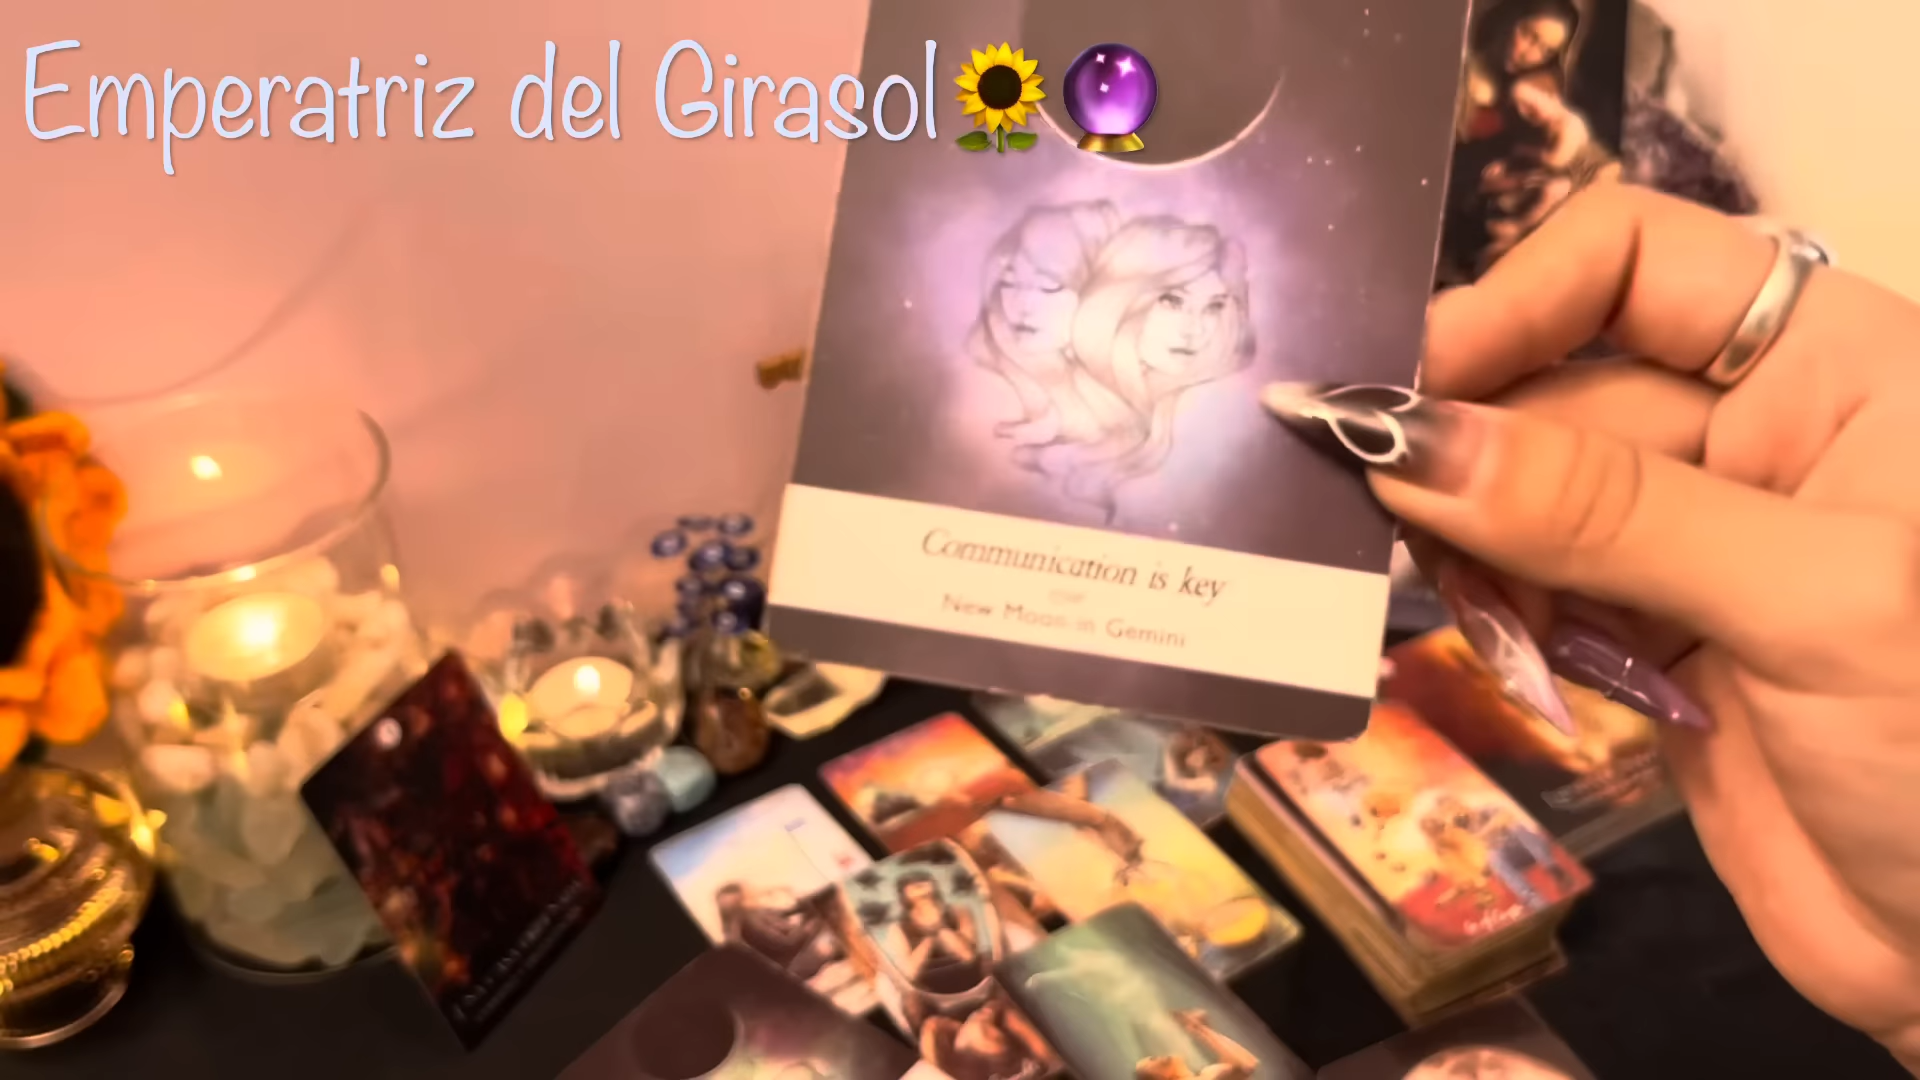 Emperatriz del Girasol🌻🔮
Communication is key
New Moon in Gemini